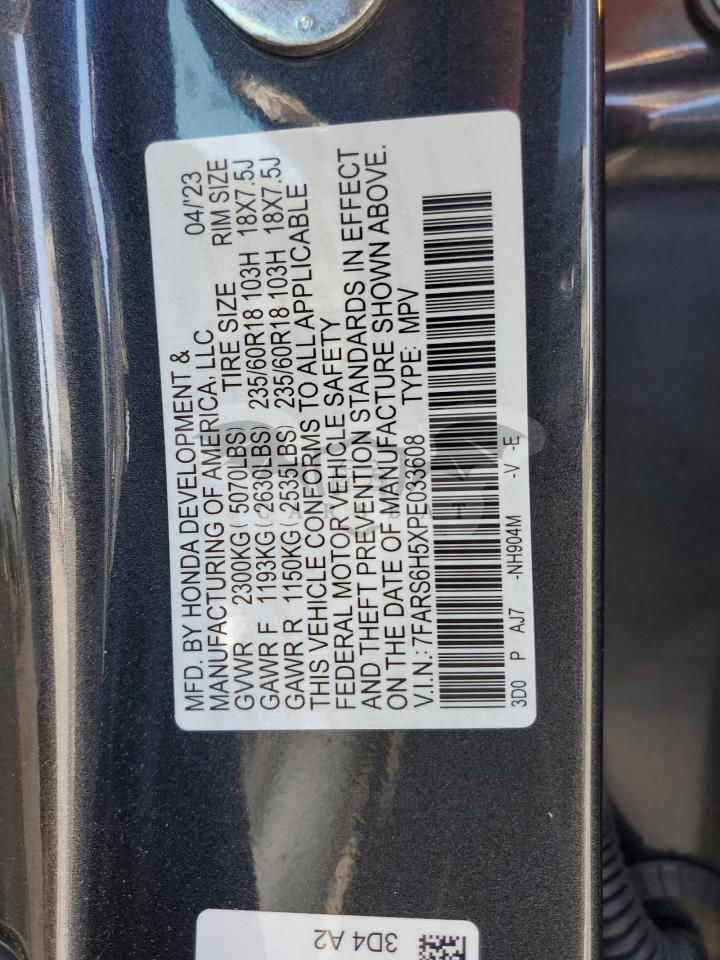 MFD. BY HONDA DEVELOPMENT & 04/'23
MANUFACTURING OF AMERICA, LLC
TIRE SIZE RIM SIZE
GVWR 2300KG ( 5070LBS)
GAWR F 1193KG ( 2630LBS) 235/60R18 103H 18X7.5J
GAWR R 1150KG ( 2535LBS) 235/60R18 103H 18X7.5J
THIS VEHICLE CONFORMS TO ALL APPLICABLE
FEDERAL MOTOR VEHICLE SAFETY
AND THEFT PREVENTION STANDARDS IN EFFECT
ON THE DATE OF MANUFACTURE SHOWN ABOVE.
V.I.N.: 7FARS6H5XPE033608 TYPE: MPV
3D0 P AJ7 -NH904M -V -E
3D4 A2